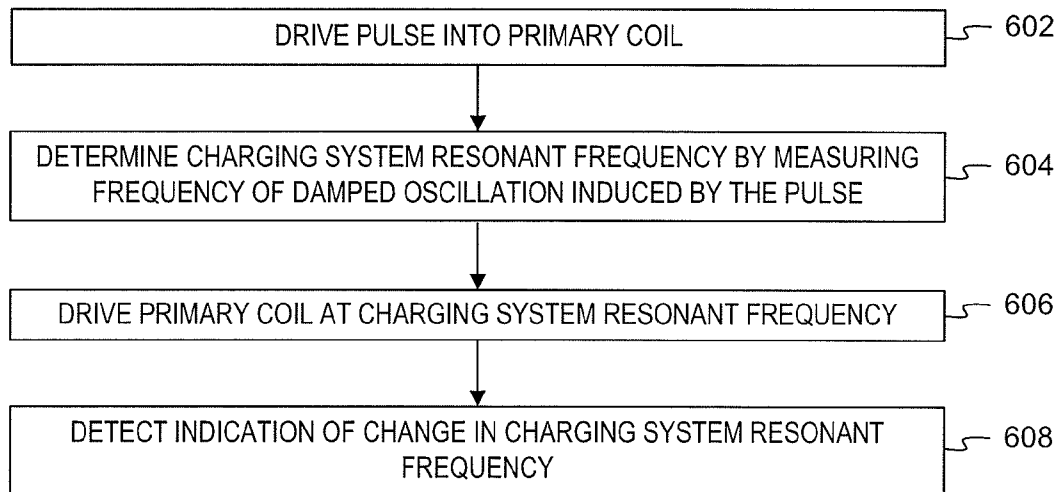 DRIVE PULSE INTO PRIMARY COIL
602
DETERMINE CHARGING SYSTEM RESONANT FREQUENCY BY MEASURING
FREQUENCY OF DAMPED OSCILLATION INDUCED BY THE PULSE
604
DRIVE PRIMARY COIL AT CHARGING SYSTEM RESONANT FREQUENCY
606
DETECT INDICATION OF CHANGE IN CHARGING SYSTEM RESONANT
FREQUENCY
608